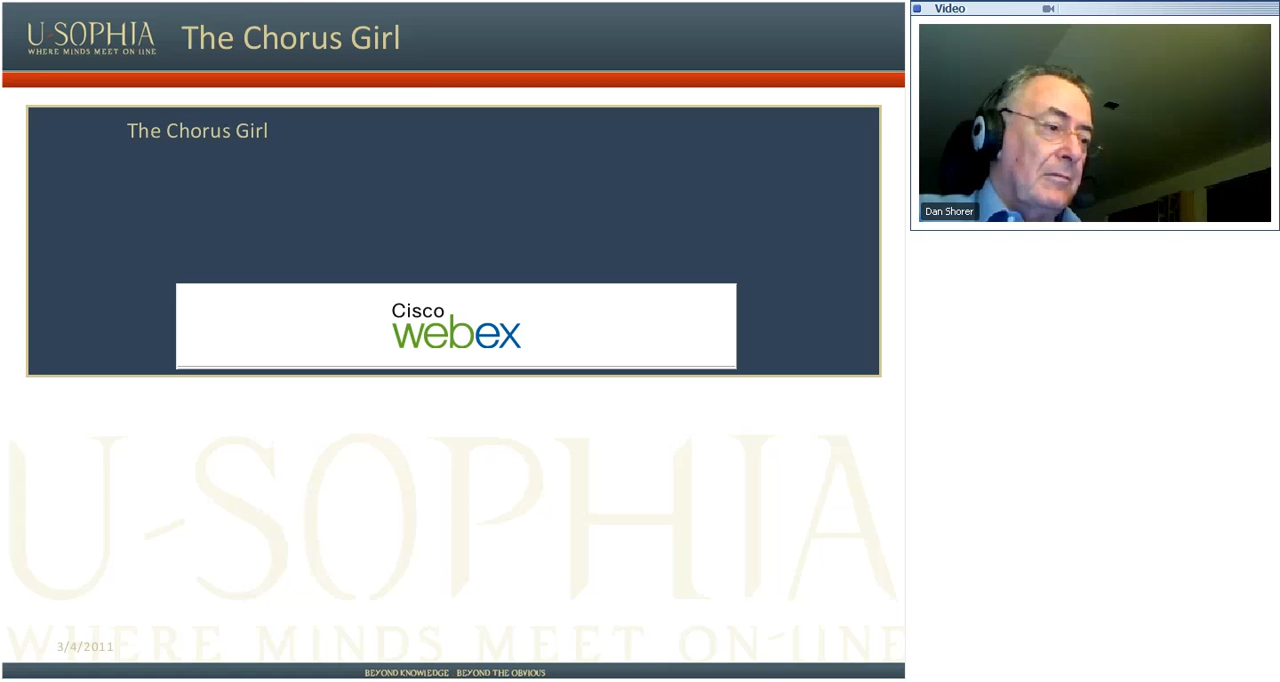 U-SOPHIA
WHERE MINDS MEET ON-LINE
The Chorus Girl
The Chorus Girl
Cisco
webex
U-SOPHIA
WHERE MINDS MEET ON-LINE
3/4/2011
BEYOND KNOWLEDGE BEYOND THE OBVIOUS
Video
Dan Shorer